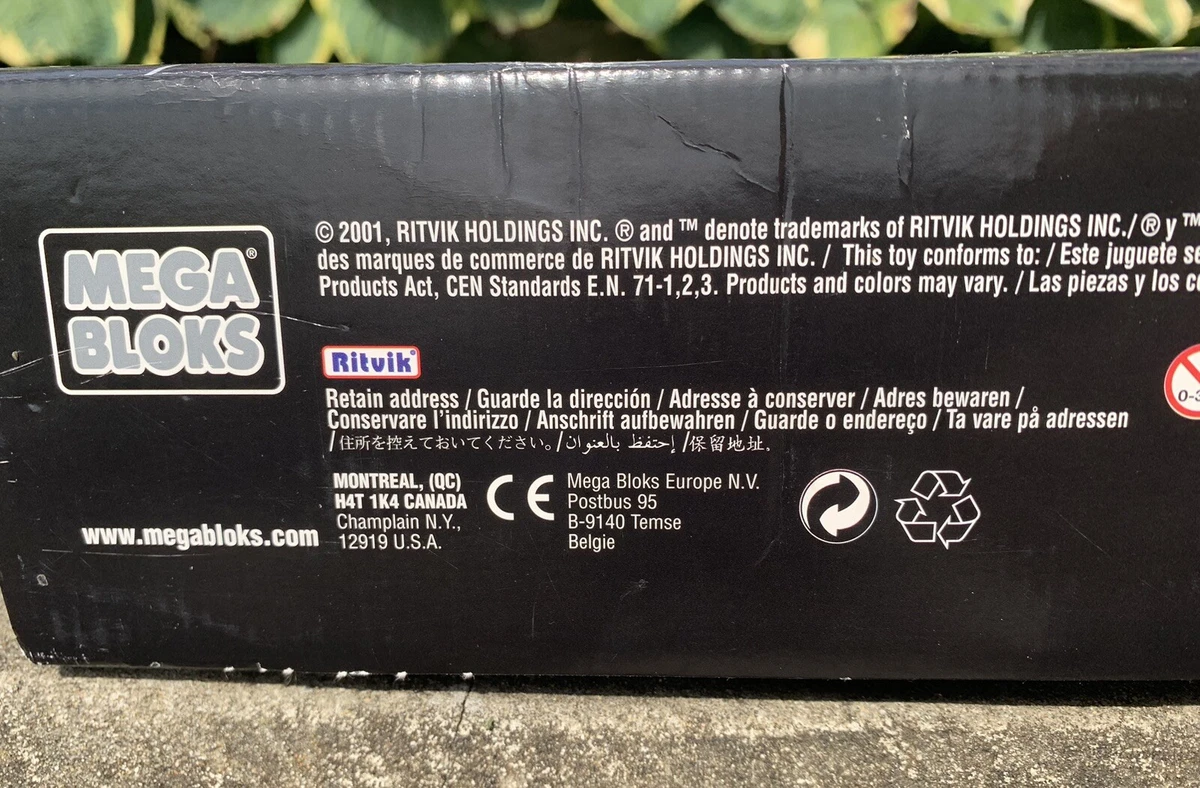 MEGA
BLOKS®
© 2001, RITVIK HOLDINGS INC. ® and ™ denote trademarks of RITVIK HOLDINGS INC./ ® y ™
des marques de commerce de RITVIK HOLDINGS INC. / This toy conforms to: / Este juguete
Products Act, CEN Standards E.N. 71-1,2,3. Products and colors may vary. / Las piezas y los
Ritvik®
Retain address / Guarde la dirección / Adresse à conserver / Adres bewaren /
Conservare l'indirizzo / Anschrift aufbewahren / Guarde o endereço / Ta vare på adressen
/住所を控えておいてください。/ إحتفظ بالعنوان /保留地址.
MONTREAL, (QC)
H4T 1K4 CANADA
Champlain N.Y.,
12919 U.S.A.
CE
Mega Bloks Europe N.V.
Postbus 95
B-9140 Temse
Belgie
www.megabloks.com
0-3